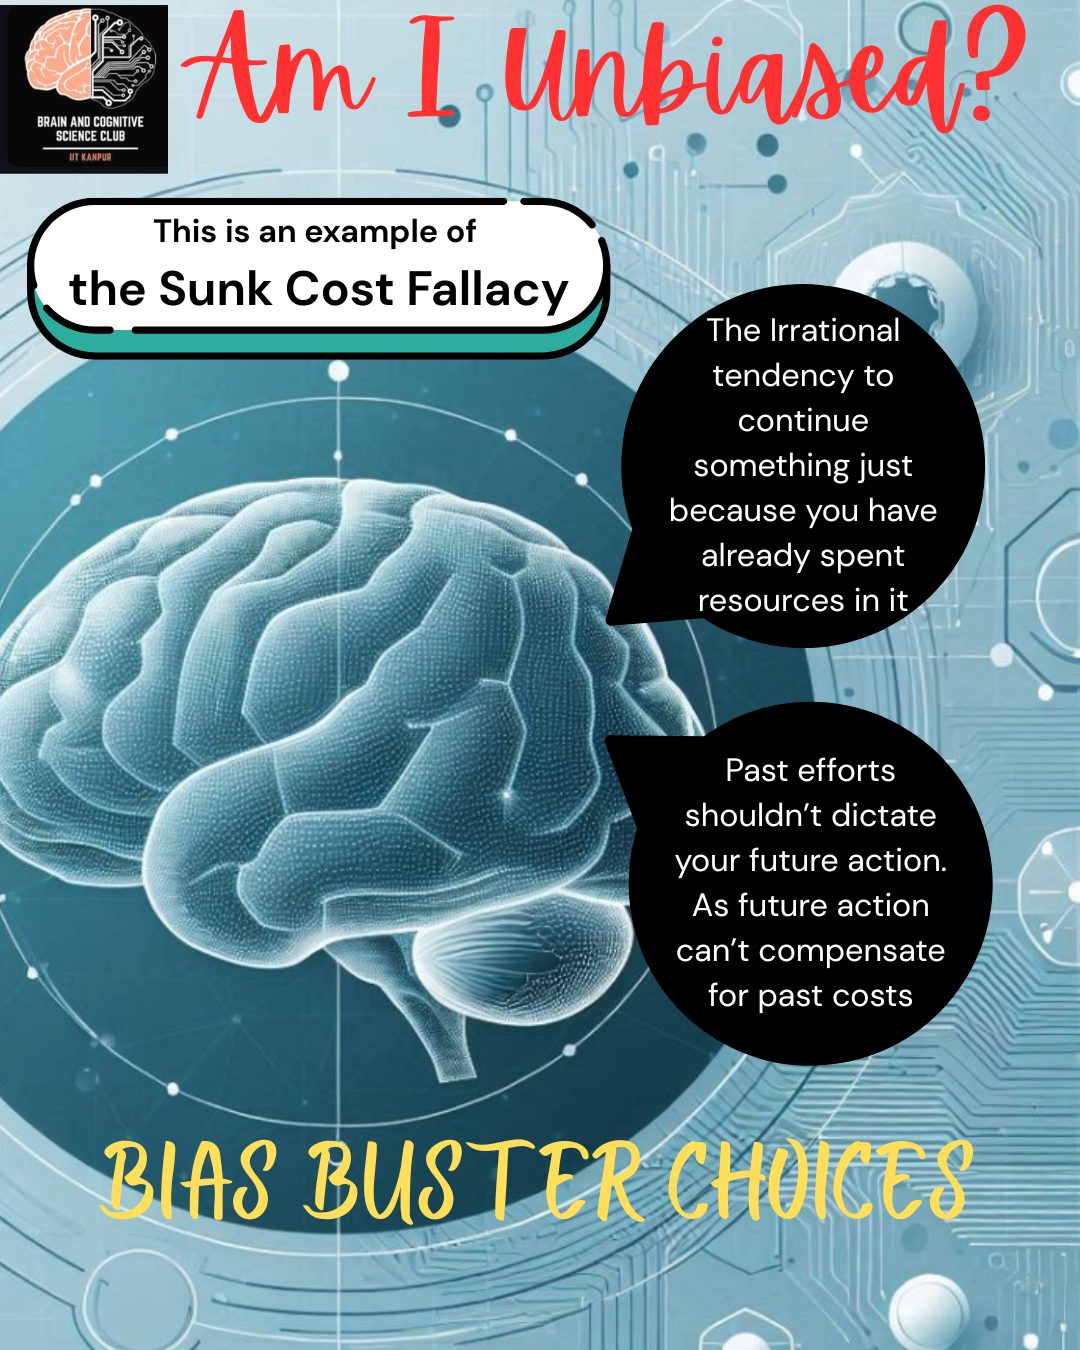 Am I Unbiased?
BRAIN AND COGNITIVE
SCIENCE CLUB
IIT KANPUR
This is an example of
the Sunk Cost Fallacy
The Irrational
tendency to
continue
something just
because you have
already spent
resources in it
Past efforts
shouldn’t dictate
your future action.
As future action
can’t compensate
for past costs
BIAS BUSTER CHOICES